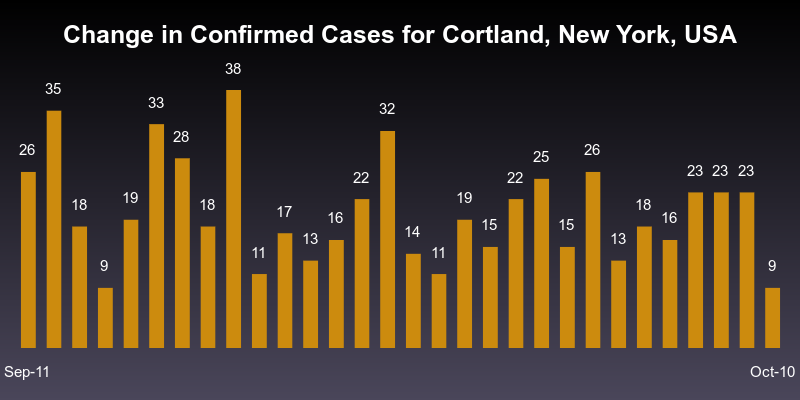 Change in Confirmed Cases for Cortland, New York, USA
26 35 18 9 19 33 28 18 38 11 17 13 16 22 32 14 11 19 15 22 25 15 26 13 18 16 23 23 23 9
Sep-11 Oct-10